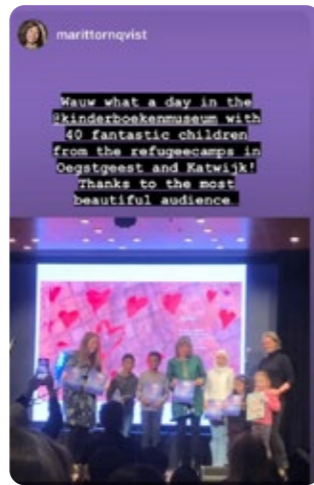 marittornqvist
Wauw what a day in the
@kinderboekenmuseum with
40 fantastic children
from the refugeecamps in
Oegstgeest and Katwijk!
Thanks to the most
beautiful audience